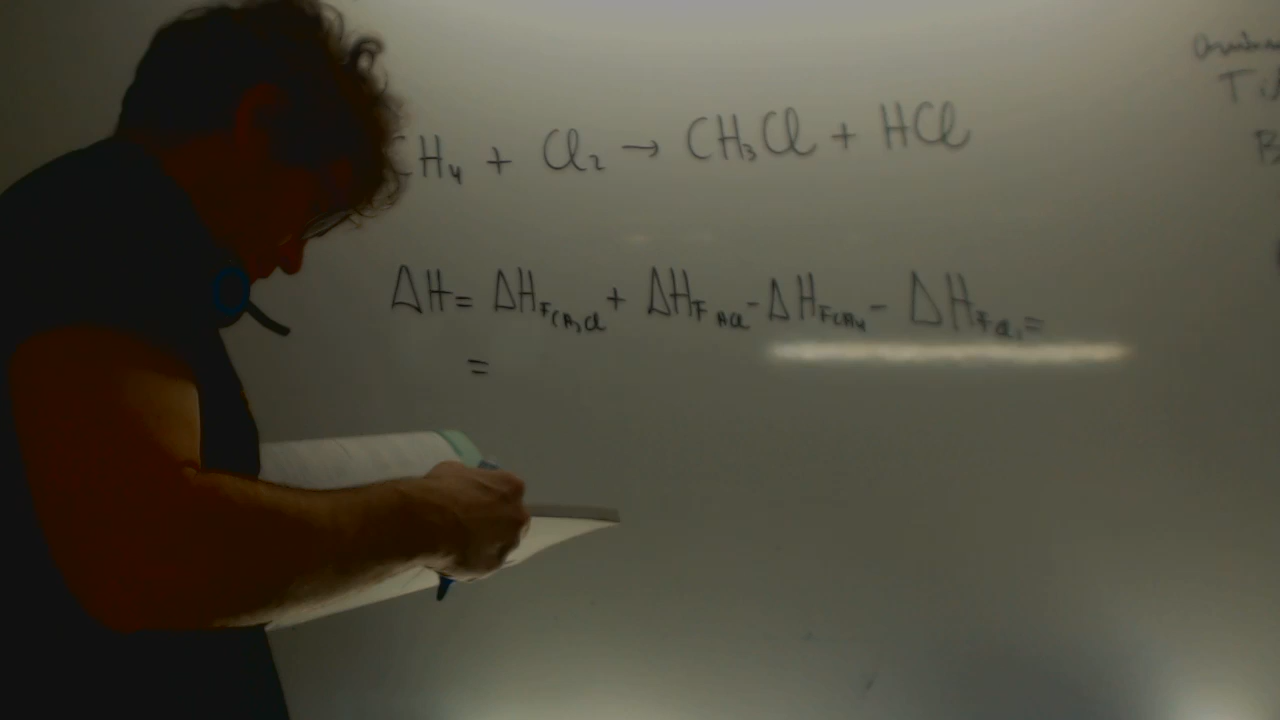 CH₄ + Cl₂ → CH₃Cl + HCl
ΔH = ΔH_F CH₃Cl + ΔH_F HCl - ΔH_F CH₄ - ΔH_F Cl₂ =
=